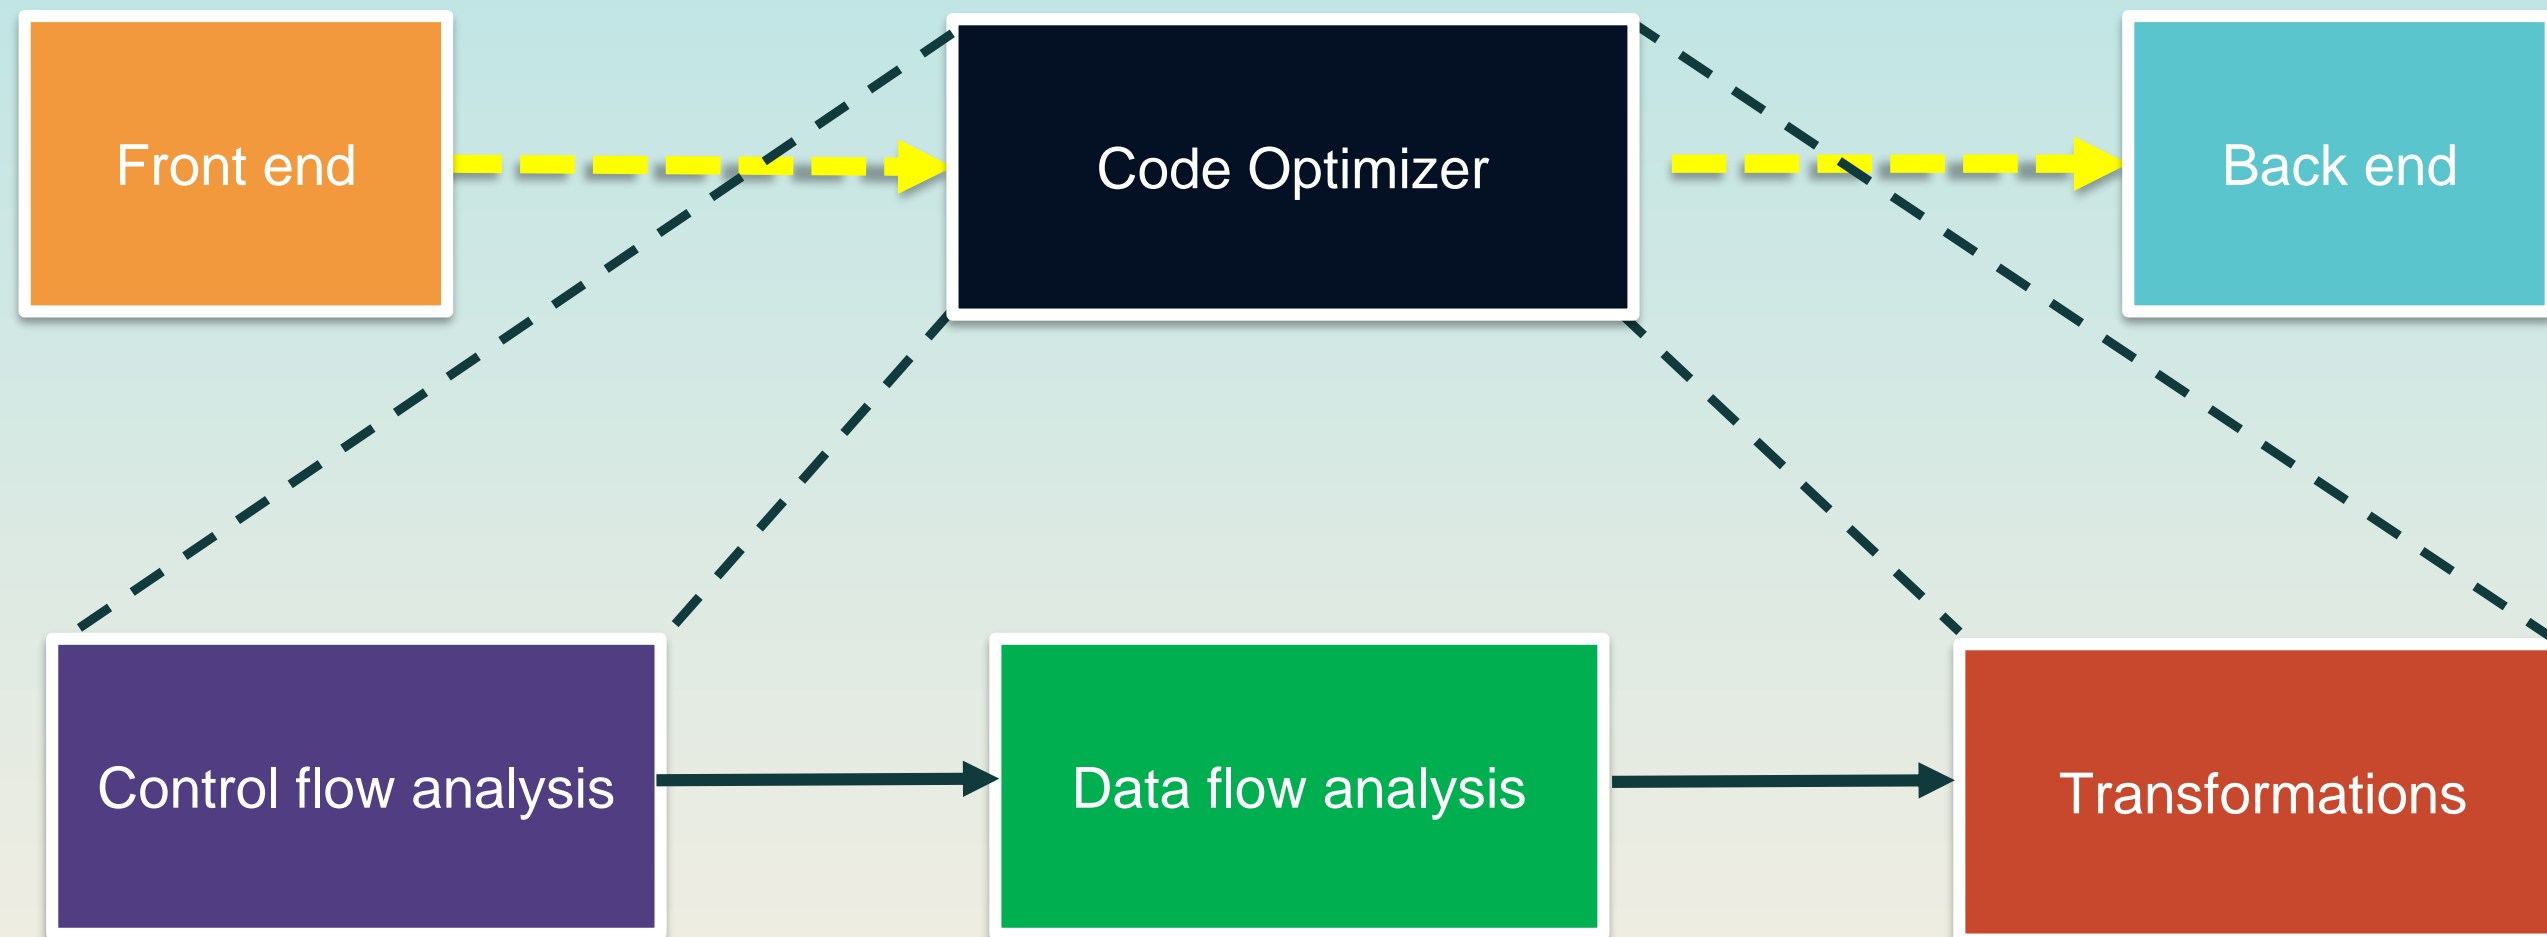 Front end
Code Optimizer
Back end
Control flow analysis
Data flow analysis
Transformations